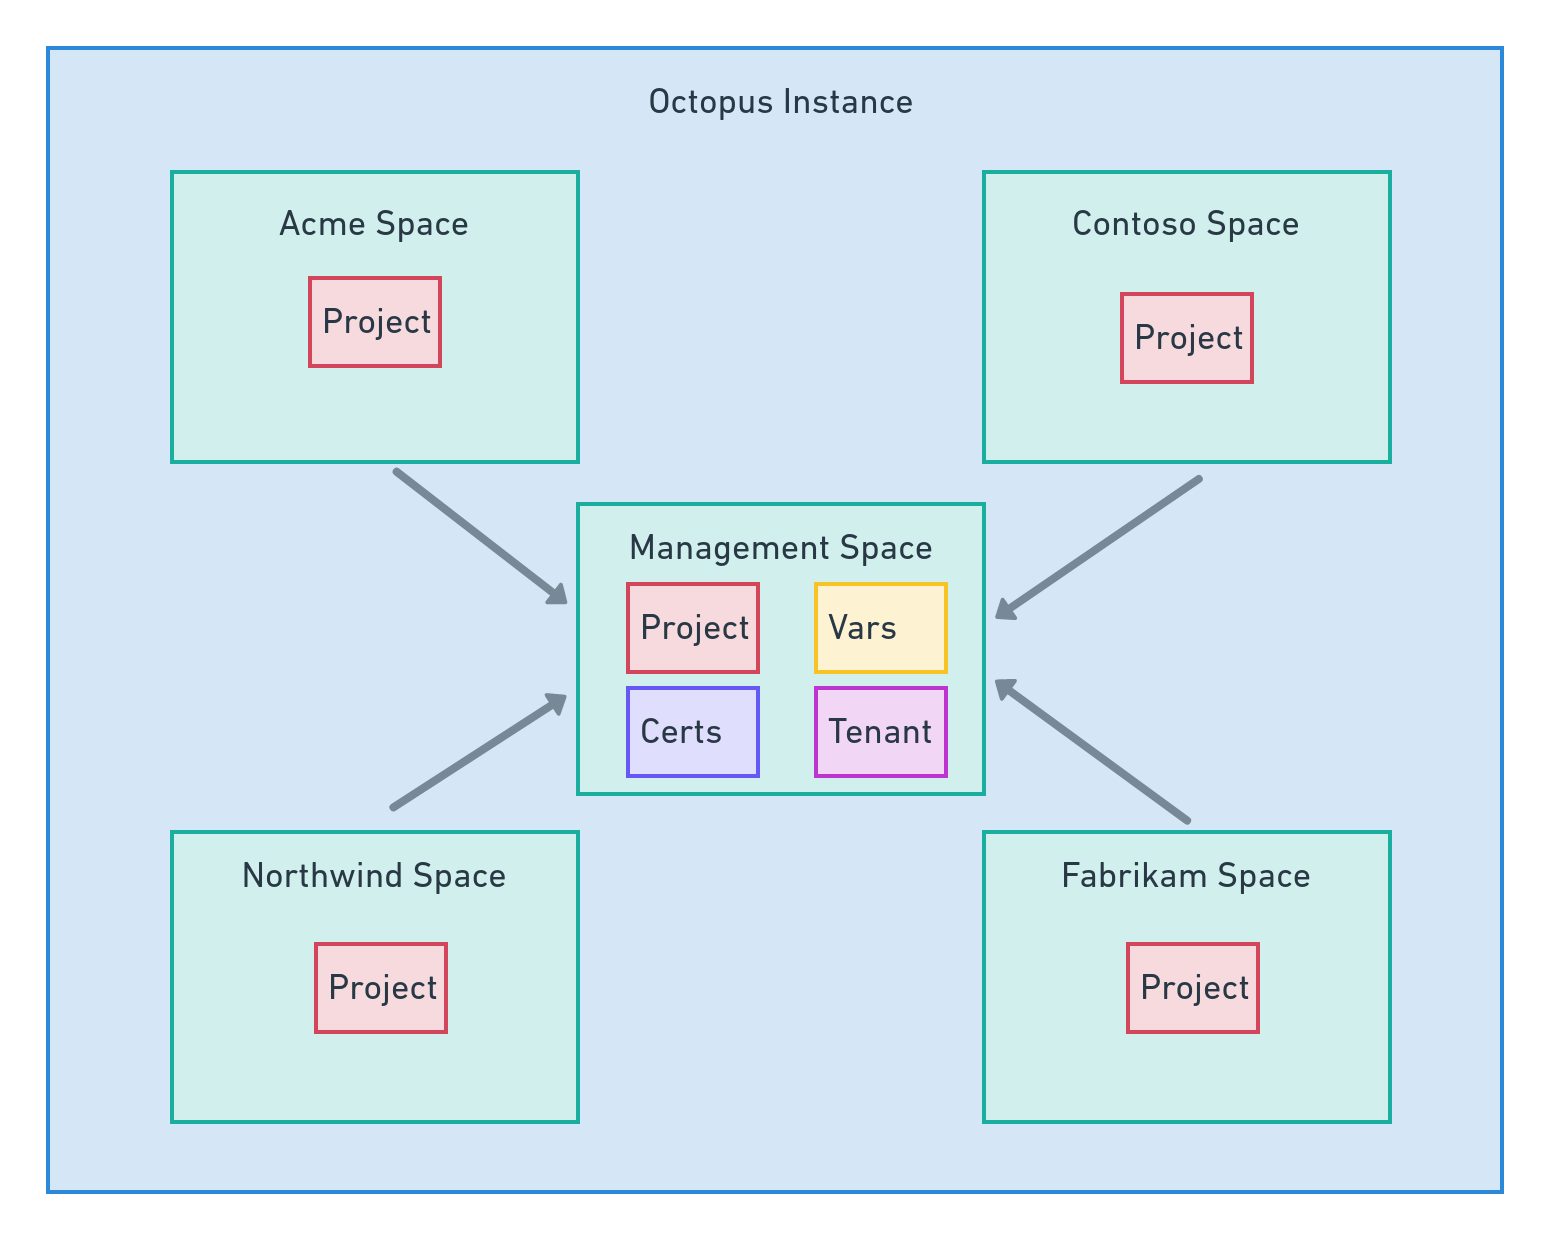 Octopus Instance
Acme Space
Project
Contoso Space
Project
Management Space
Project
Vars
Certs
Tenant
Northwind Space
Project
Fabrikam Space
Project